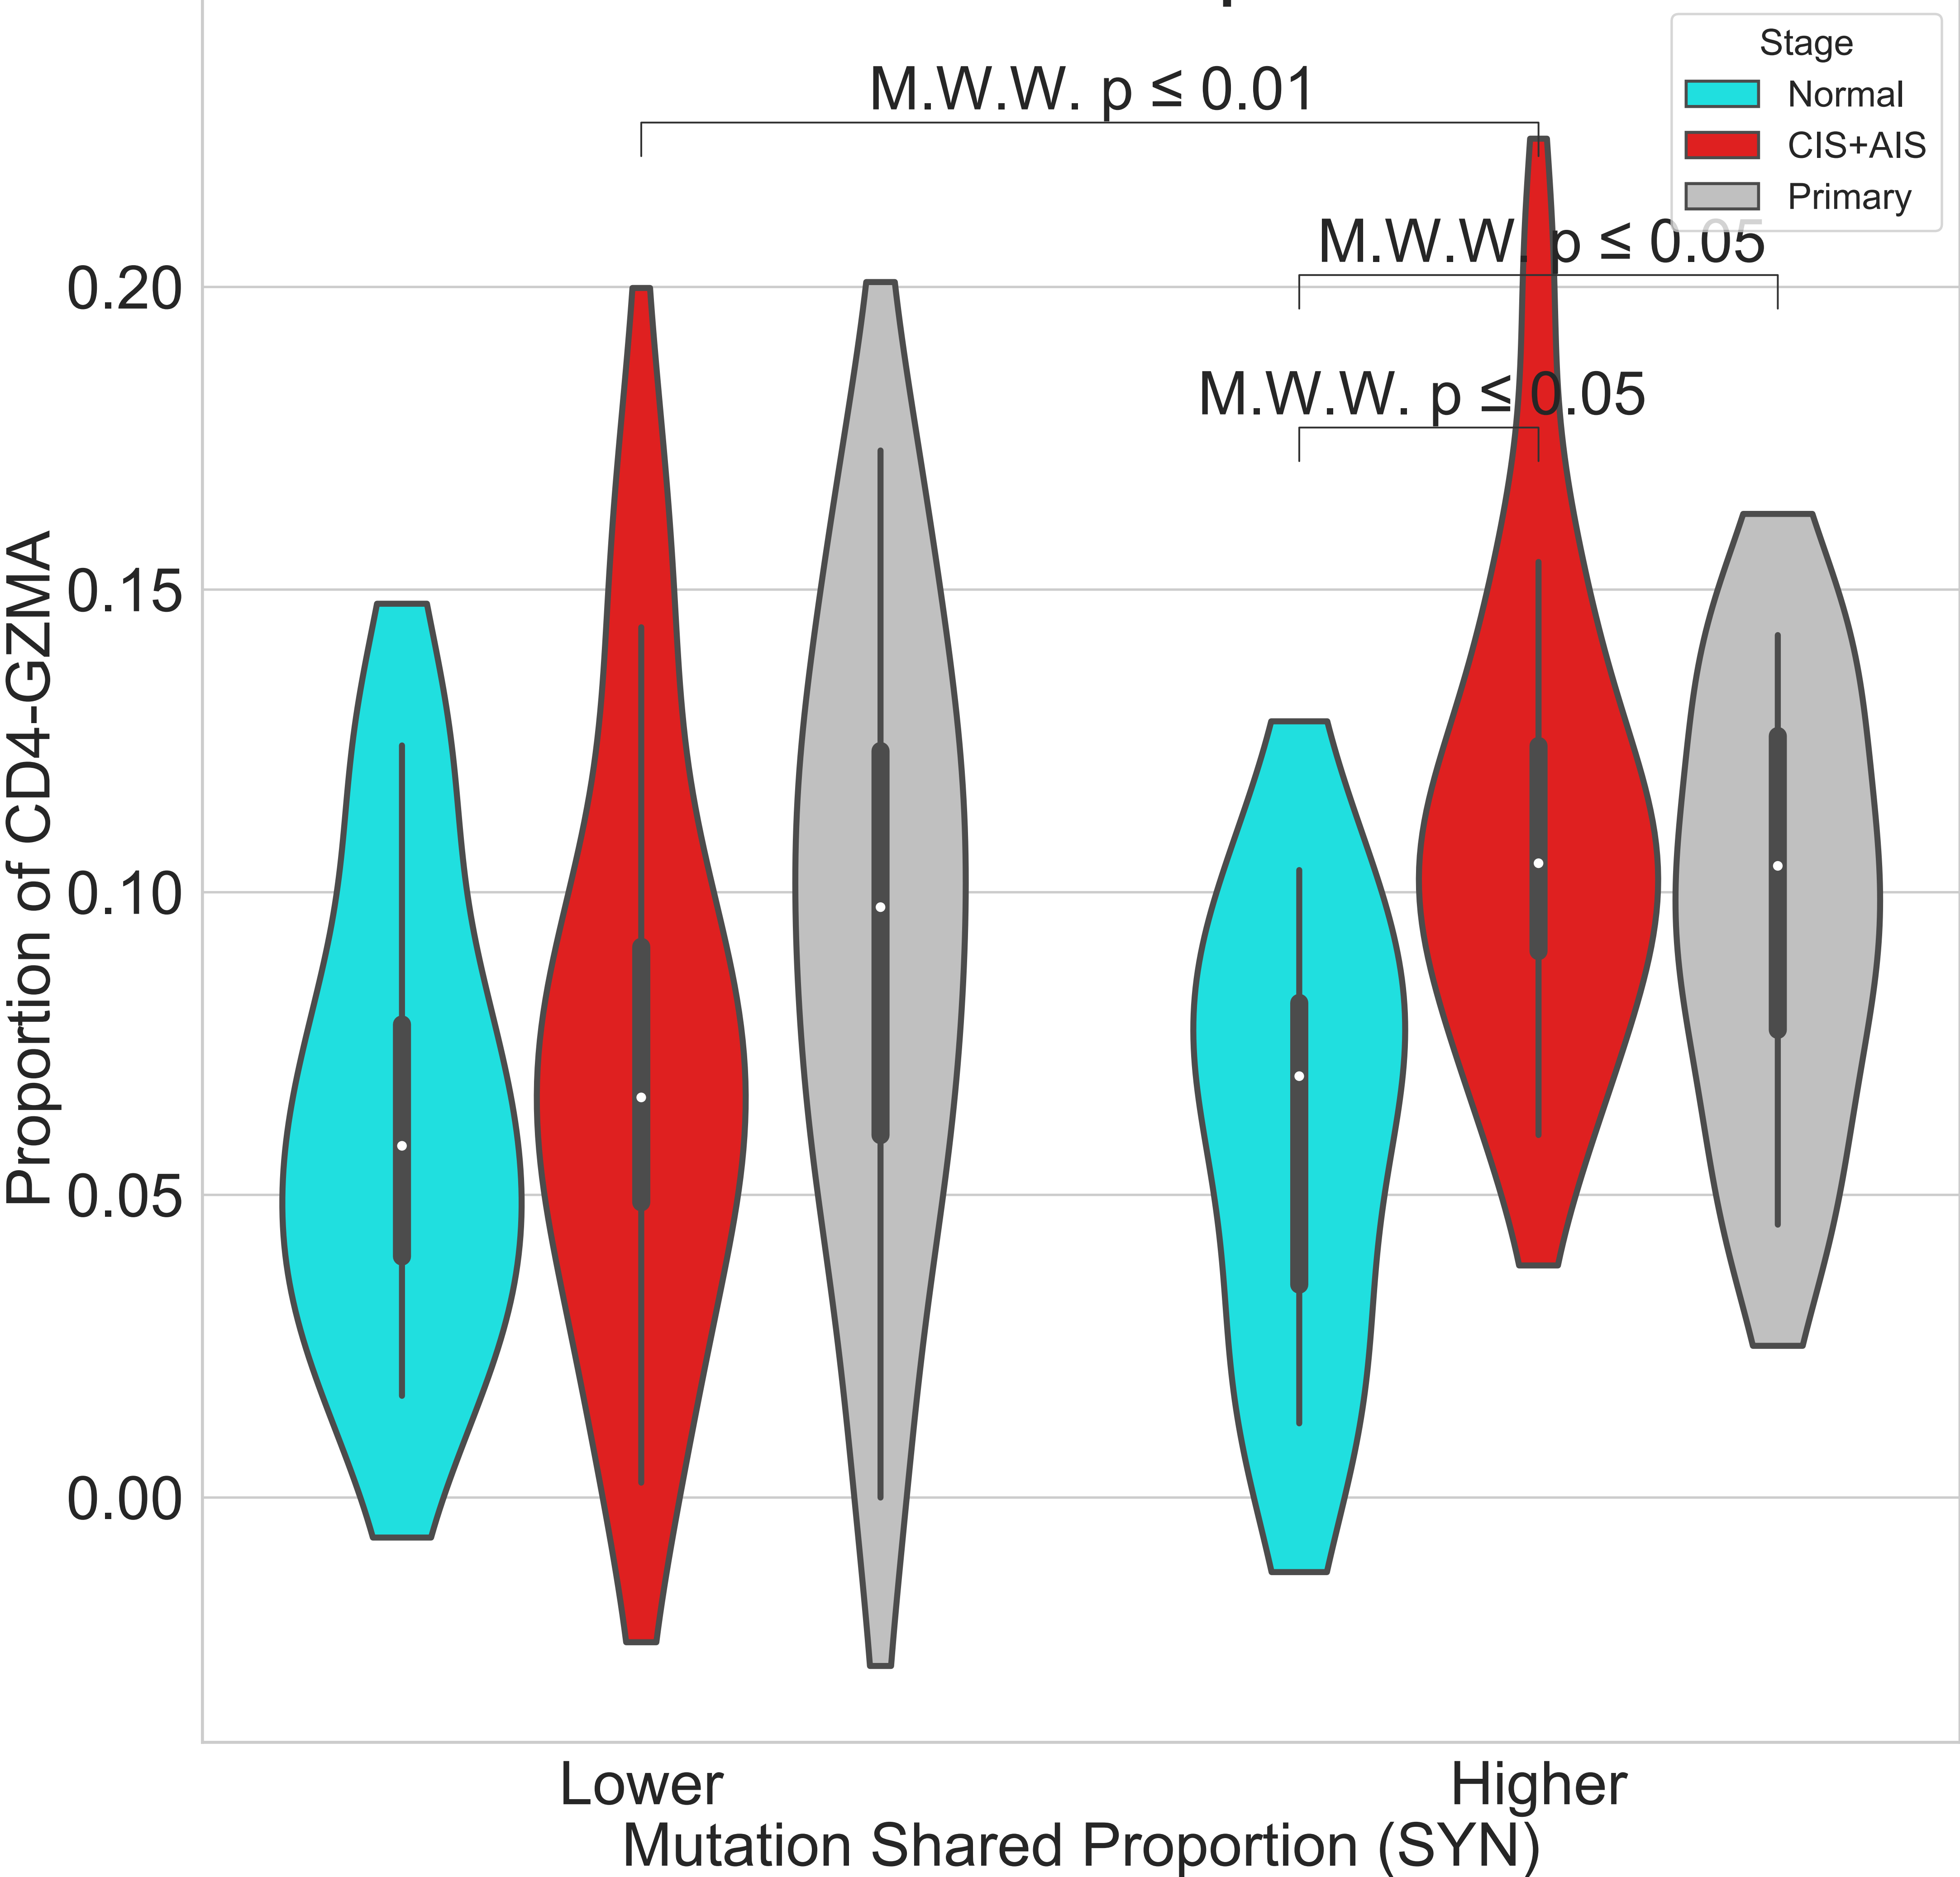 M.W.W. p ≤ 0.01
Stage
Normal
CIS+AIS
Primary
M.W.W. p ≤ 0.05
M.W.W. p ≤ 0.05
Proportion of CD4-GZMA
0.20
0.15
0.10
0.05
0.00
Lower
Higher
Mutation Shared Proportion (SYN)